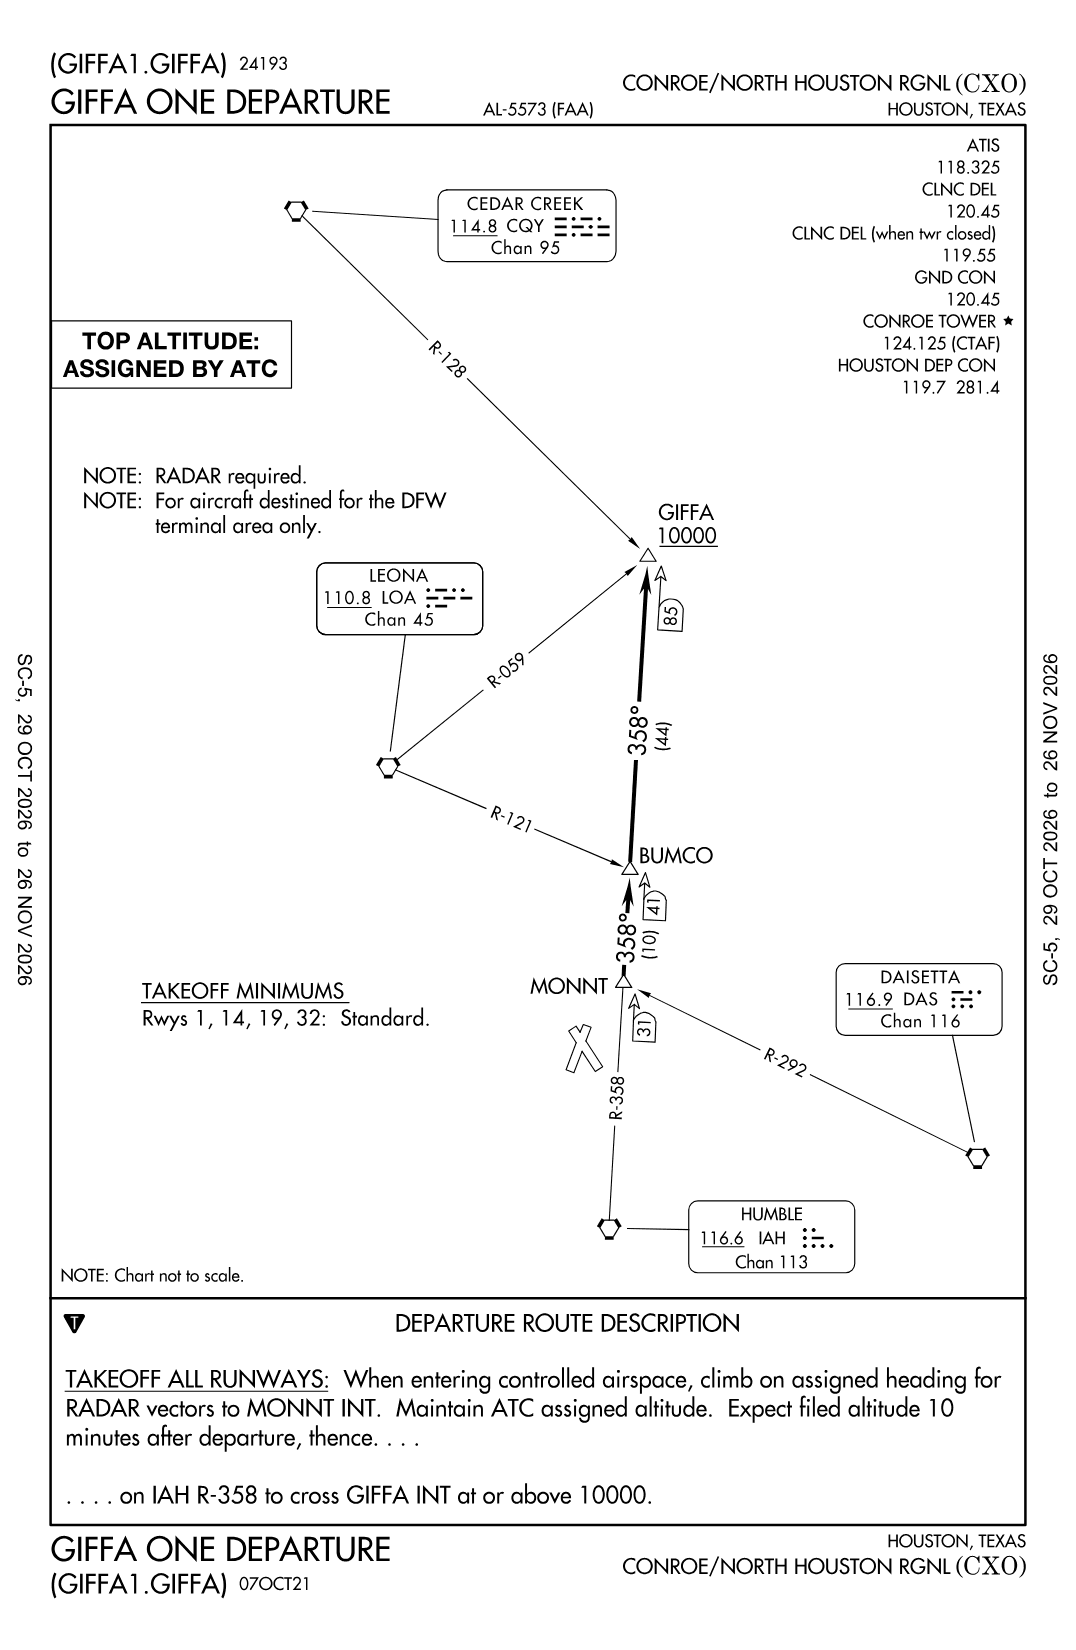 (GIFFA1.GIFFA) 24193
GIFFA ONE DEPARTURE
AL-5573 (FAA)
CONROE/NORTH HOUSTON RGNL (CXO)
HOUSTON, TEXAS
ATIS
118.325
CLNC DEL
120.45
CLNC DEL (when twr closed)
119.55
GND CON
120.45
CONROE TOWER ★
124.125 (CTAF)
HOUSTON DEP CON
119.7 281.4
CEDAR CREEK
114.8 CQY
Chan 95
TOP ALTITUDE:
ASSIGNED BY ATC
R-128
NOTE: RADAR required.
NOTE: For aircraft destined for the DFW
terminal area only.
GIFFA
10000
LEONA
110.8 LOA
Chan 45
85
R-059
358°
(44)
R-121
BUMCO
41
358°
(10)
MONNT
31
TAKEOFF MINIMUMS
Rwys 1, 14, 19, 32: Standard.
DAISETTA
116.9 DAS
Chan 116
R-292
R-358
HUMBLE
116.6 IAH
Chan 113
NOTE: Chart not to scale.
SC-5, 29 OCT 2026 to 26 NOV 2026
SC-5, 29 OCT 2026 to 26 NOV 2026
T
DEPARTURE ROUTE DESCRIPTION
TAKEOFF ALL RUNWAYS: When entering controlled airspace, climb on assigned heading for
RADAR vectors to MONNT INT. Maintain ATC assigned altitude. Expect filed altitude 10
minutes after departure, thence. . . .
. . . . on IAH R-358 to cross GIFFA INT at or above 10000.
GIFFA ONE DEPARTURE
(GIFFA1.GIFFA) 07OCT21
HOUSTON, TEXAS
CONROE/NORTH HOUSTON RGNL (CXO)